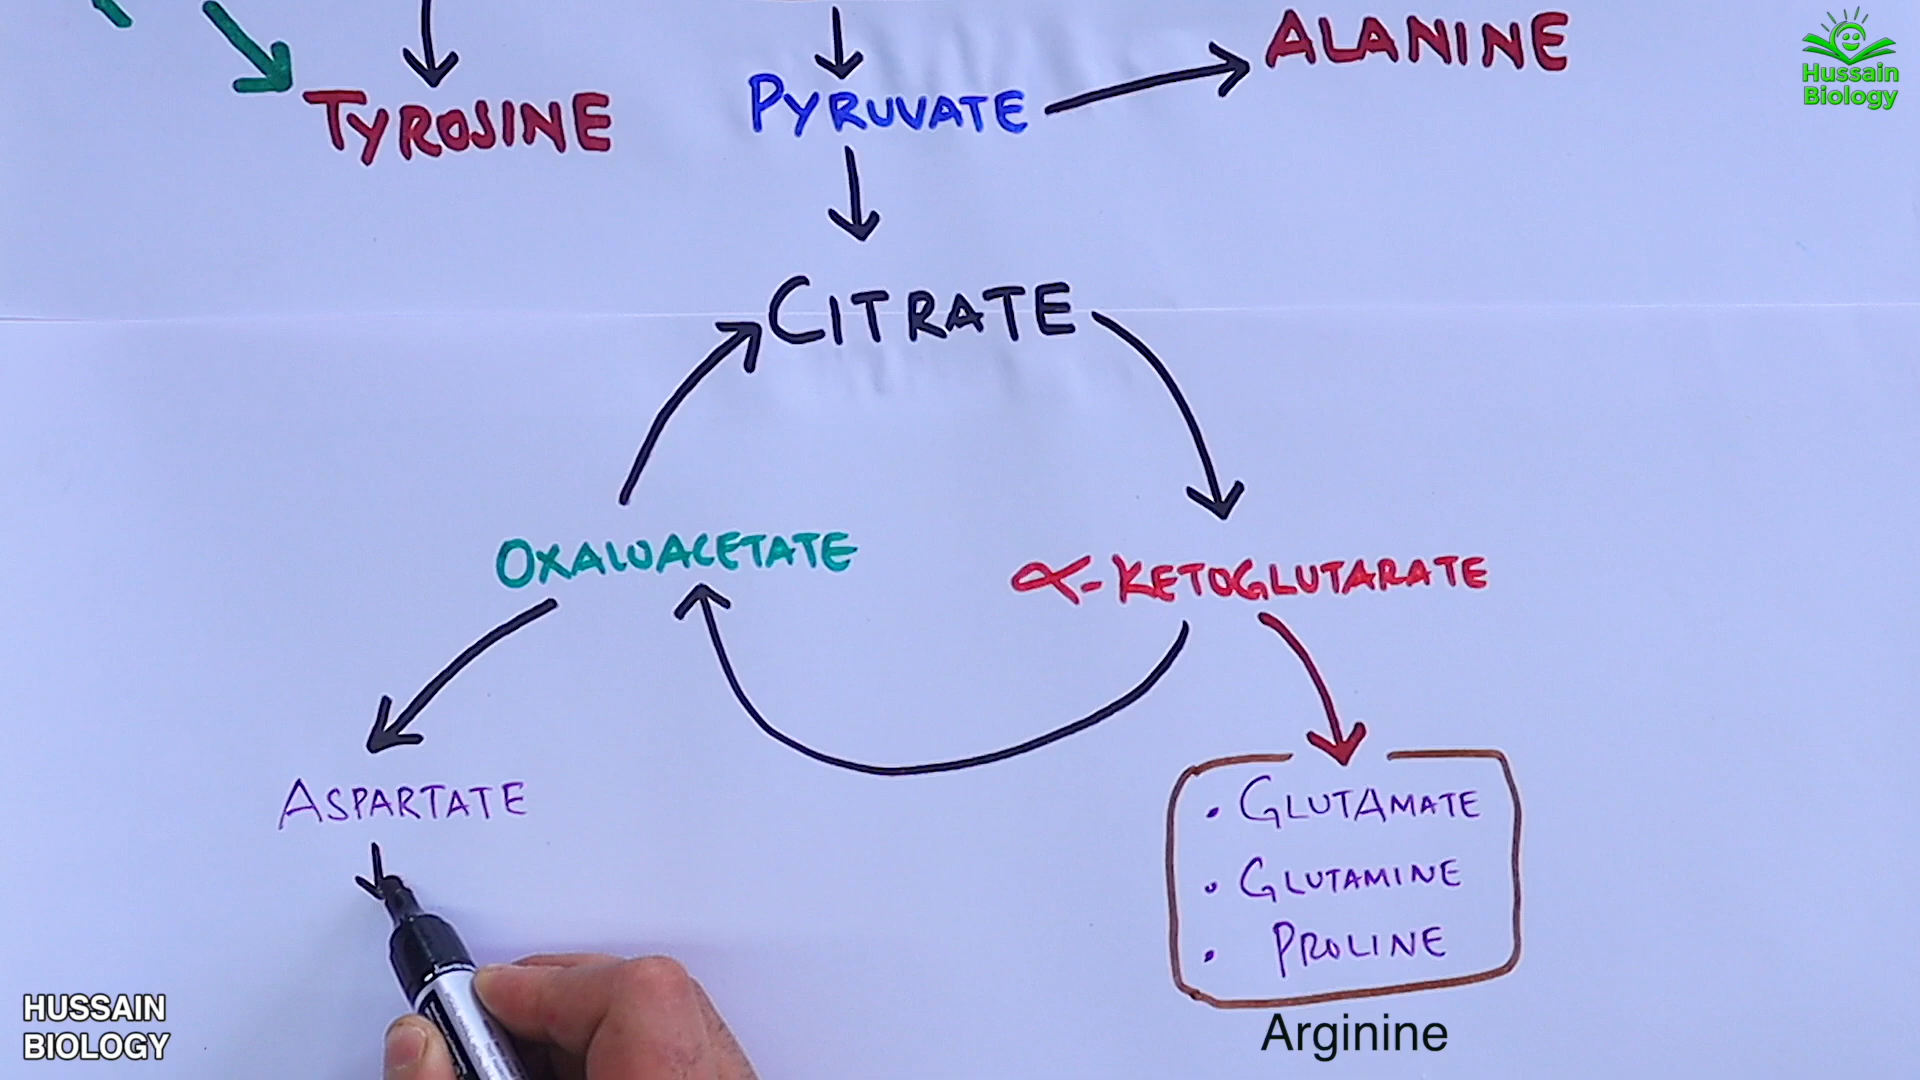 ALANINE
Hussain
Biology
TYROSINE
PYRUVATE
CITRATE
OXALOACETATE
α-KETOGLUTARATE
ASPARTATE
• GLUTAMATE
• GLUTAMINE
• PROLINE
Arginine
HUSSAIN
BIOLOGY